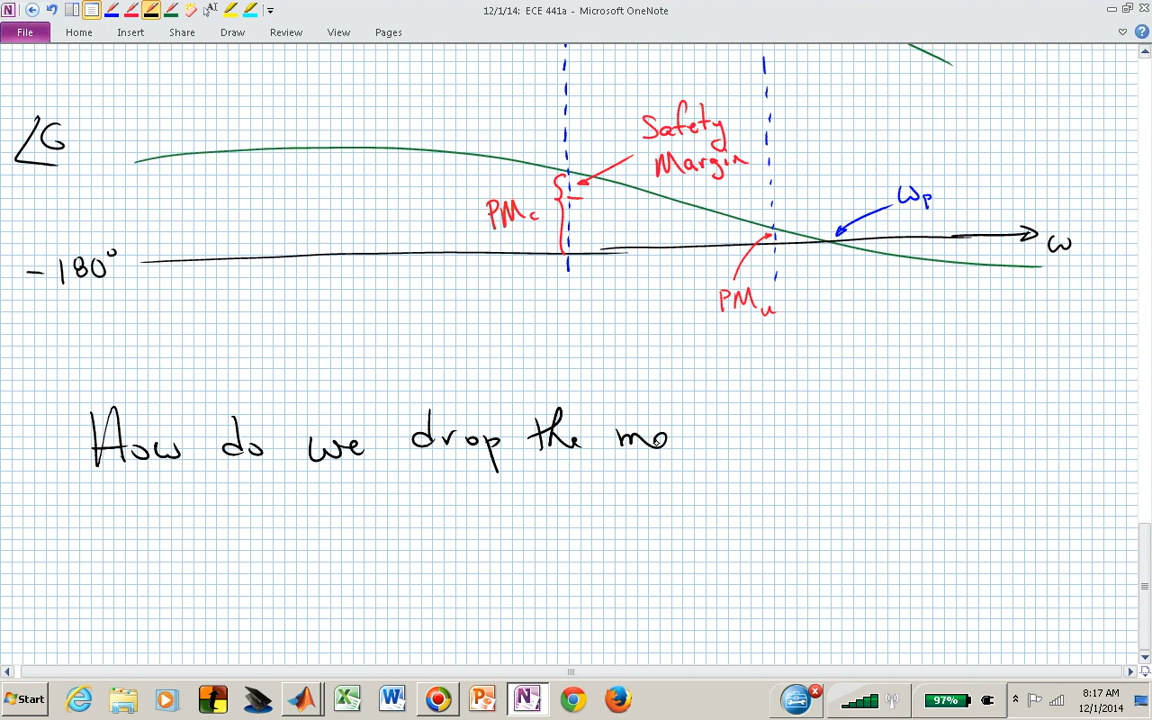 12/1/14: ECE 441a - Microsoft OneNote
File Home Insert Share Draw Review View Pages
∠G
Safety
Margin
PMc
ωp
ω
-180°
PMu
How do we drop the mo
Start
97%
8:17 AM
12/1/2014